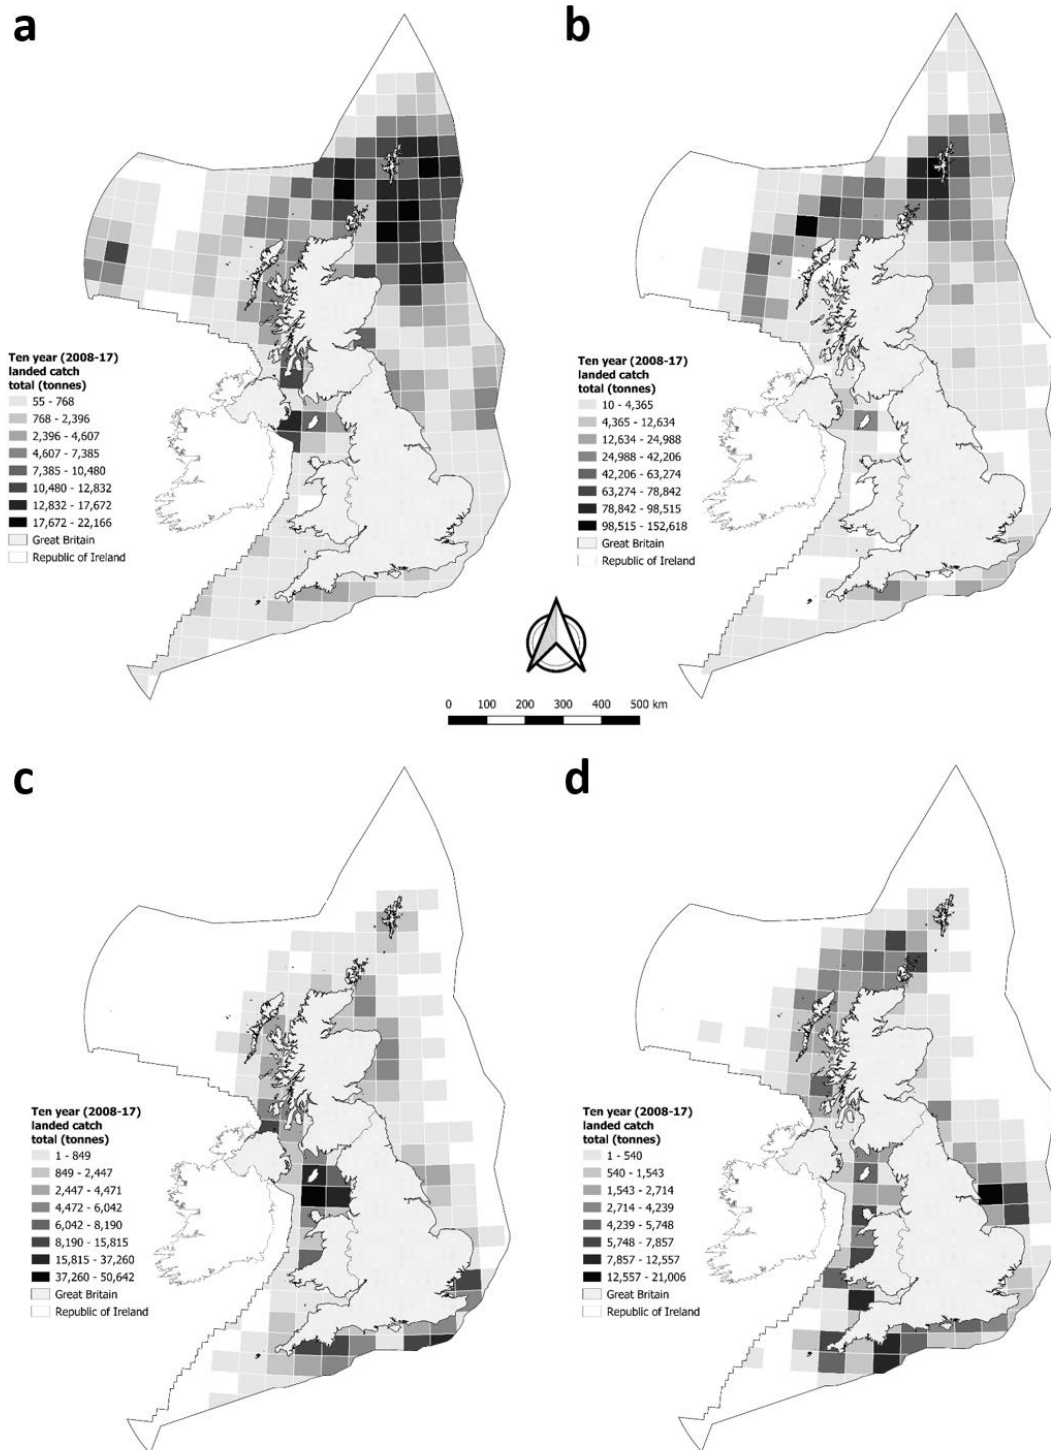 a
b
Ten year (2008-17)
landed catch
total (tonnes)
55 - 768
768 - 2,396
2,396 - 4,607
4,607 - 7,385
7,385 - 10,480
10,480 - 12,832
12,832 - 17,672
17,672 - 22,166
Great Britain
Republic of Ireland
Ten year (2008-17)
landed catch
total (tonnes)
10 - 4,365
4,365 - 12,634
12,634 - 24,988
24,988 - 42,206
42,206 - 63,274
63,274 - 78,842
78,842 - 98,515
98,515 - 152,618
Great Britain
Republic of Ireland
0 100 200 300 400 500 km
c
d
Ten year (2008-17)
landed catch
total (tonnes)
1 - 849
849 - 2,447
2,447 - 4,471
4,472 - 6,042
6,042 - 8,190
8,190 - 15,815
15,815 - 37,260
37,260 - 50,642
Great Britain
Republic of Ireland
Ten year (2008-17)
landed catch
total (tonnes)
1 - 540
540 - 1,543
1,543 - 2,714
2,714 - 4,239
4,239 - 5,748
5,748 - 7,857
7,857 - 12,557
12,557 - 21,006
Great Britain
Republic of Ireland